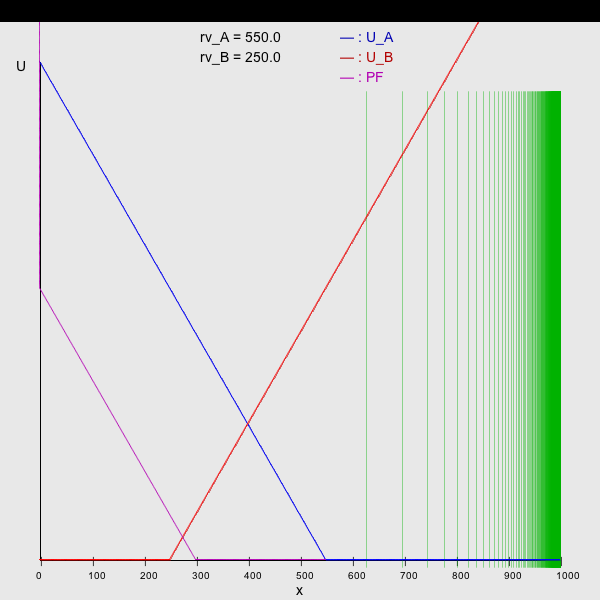 rv_A = 550.0
— : U_A
rv_B = 250.0
— : U_B
— : PF
U
0 100 200 300 400 500 600 700 800 900 1000
x